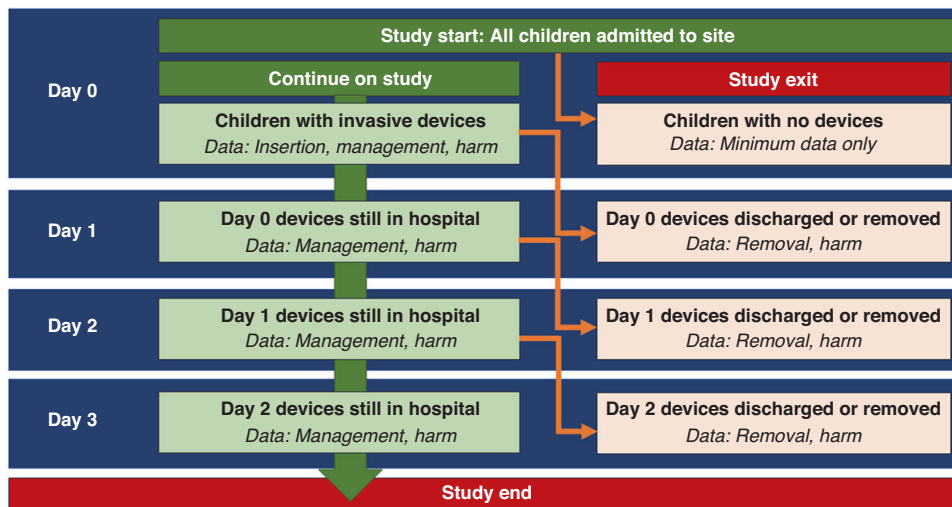 Study start: All children admitted to site
Day 0
Continue on study
Study exit
Children with invasive devices
Data: Insertion, management, harm
Children with no devices
Data: Minimum data only
Day 1
Day 0 devices still in hospital
Data: Management, harm
Day 0 devices discharged or removed
Data: Removal, harm
Day 2
Day 1 devices still in hospital
Data: Management, harm
Day 1 devices discharged or removed
Data: Removal, harm
Day 3
Day 2 devices still in hospital
Data: Management, harm
Day 2 devices discharged or removed
Data: Removal, harm
Study end